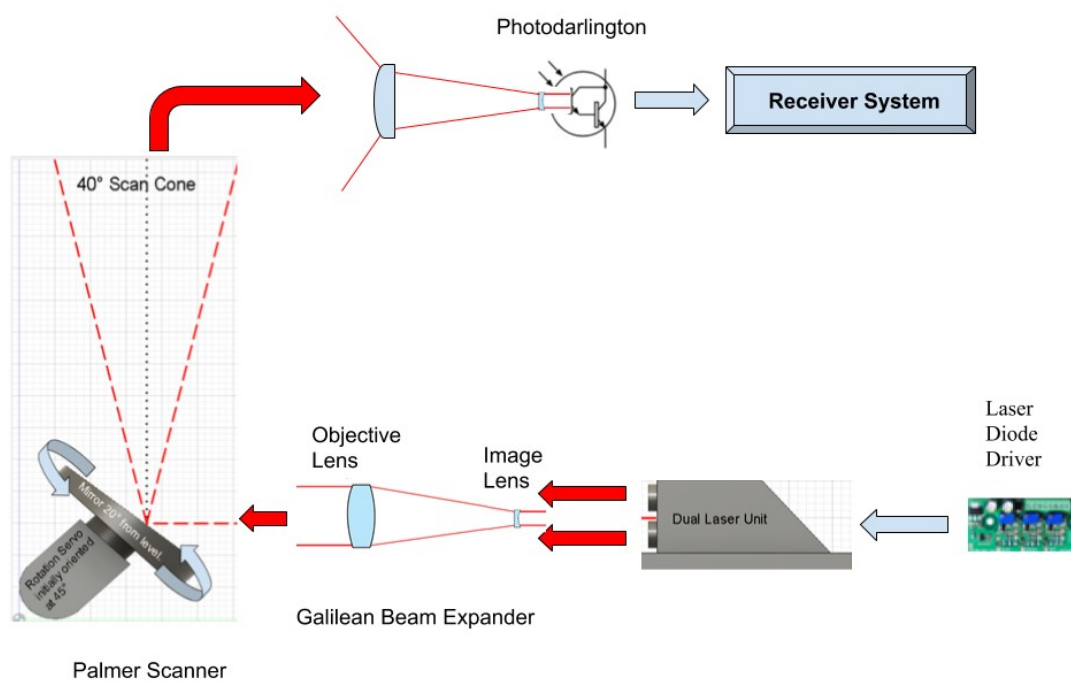 Photodarlington
Receiver System
40° Scan Cone
Mirror 20° from level
Rotation Servo
initially oriented
at 45°
Palmer Scanner
Objective
Lens
Image
Lens
Galilean Beam Expander
Dual Laser Unit
Laser
Diode
Driver